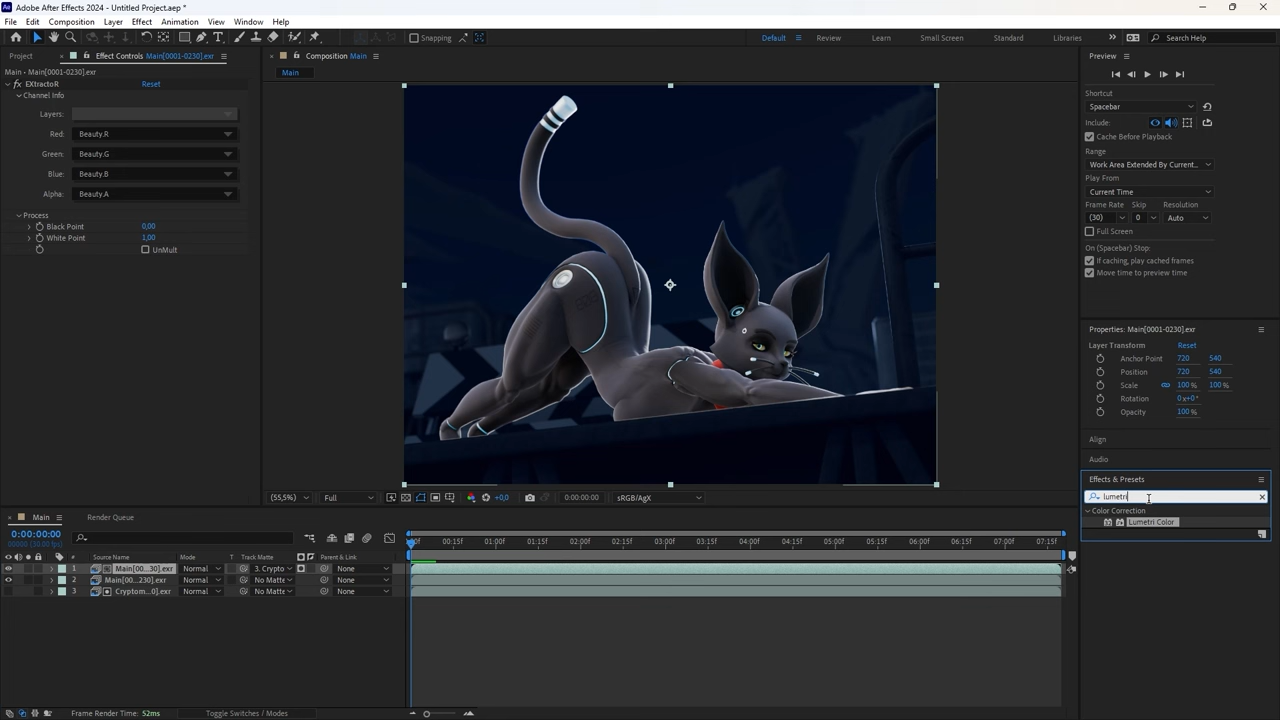 Adobe After Effects 2024 - Untitled Project.aep *
File Edit Composition Layer Effect Animation View Window Help
Snapping
Default Review Learn Small Screen Standard Libraries Search Help
Project Effect Controls Main[0001-0230].exr
Main • Main[0001-0230].exr
fx EXtractoR Reset
Channel Info
Layers:
Red: Beauty.R
Green: Beauty.G
Blue: Beauty.B
Alpha: Beauty.A
Process
Black Point 0,00
White Point 1,00
UnMult
Composition Main
Main
(55,5%) Full +0,0 0:00:00:00 sRGB/AgX
Preview
Shortcut
Spacebar
Include:
Cache Before Playback
Range
Work Area Extended By Current...
Play From
Current Time
Frame Rate Skip Resolution
(30) 0 Auto
Full Screen
On (Spacebar) Stop:
If caching, play cached frames
Move time to preview time
Properties: Main[0001-0230].exr
Layer Transform Reset
Anchor Point 720 540
Position 720 540
Scale 100 % 100 %
Rotation 0x+0°
Opacity 100 %
Align
Audio
Effects & Presets
lumetri
Color Correction
Lumetri Color
Main Render Queue
0:00:00:00
00000 (30.00 fps)
# Source Name Mode T Track Matte Parent & Link
1 Main[00...30].exr Normal 3. Crypto None
2 Main[00...230].exr Normal No Matte None
3 Cryptom...0].exr Normal No Matte None
00f 00:15f 01:00f 01:15f 02:00f 02:15f 03:00f 03:15f 04:00f 04:15f 05:00f 05:15f 06:00f 06:15f 07:00f 07:15f
Frame Render Time: 52ms Toggle Switches / Modes